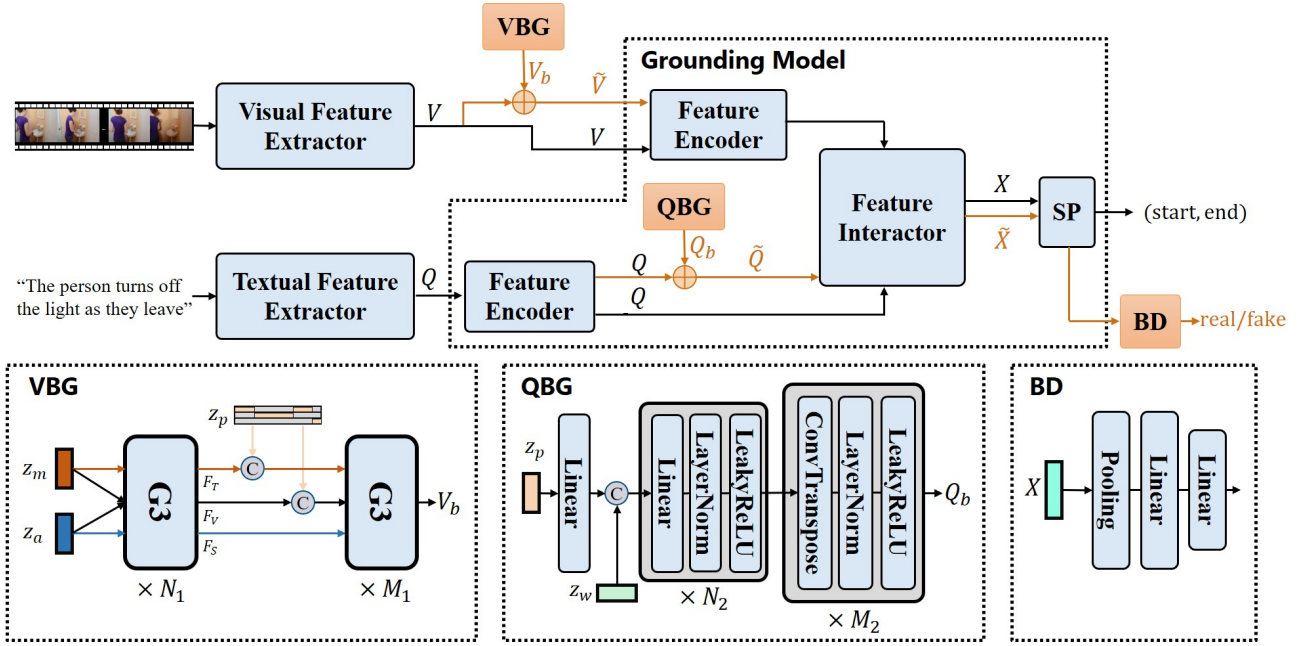 VBG
Grounding Model
V_b
Ṽ
Visual Feature
Extractor
V
V
Feature
Encoder
QBG
Feature
Interactor
X
X̃
SP
(start, end)
Q_b
Q̃
"The person turns off
the light as they leave"
Textual Feature
Extractor
Q
Feature
Encoder
Q
Q
BD
real/fake
VBG
z_p
z_m
z_a
G3
F_T
F_V
F_S
C
C
G3
V_b
× N_1
× M_1
QBG
z_p
Linear
C
z_w
Linear
LayerNorm
LeakyReLU
× N_2
ConvTranspose
LayerNorm
LeakyReLU
× M_2
Q_b
BD
X
Pooling
Linear
Linear